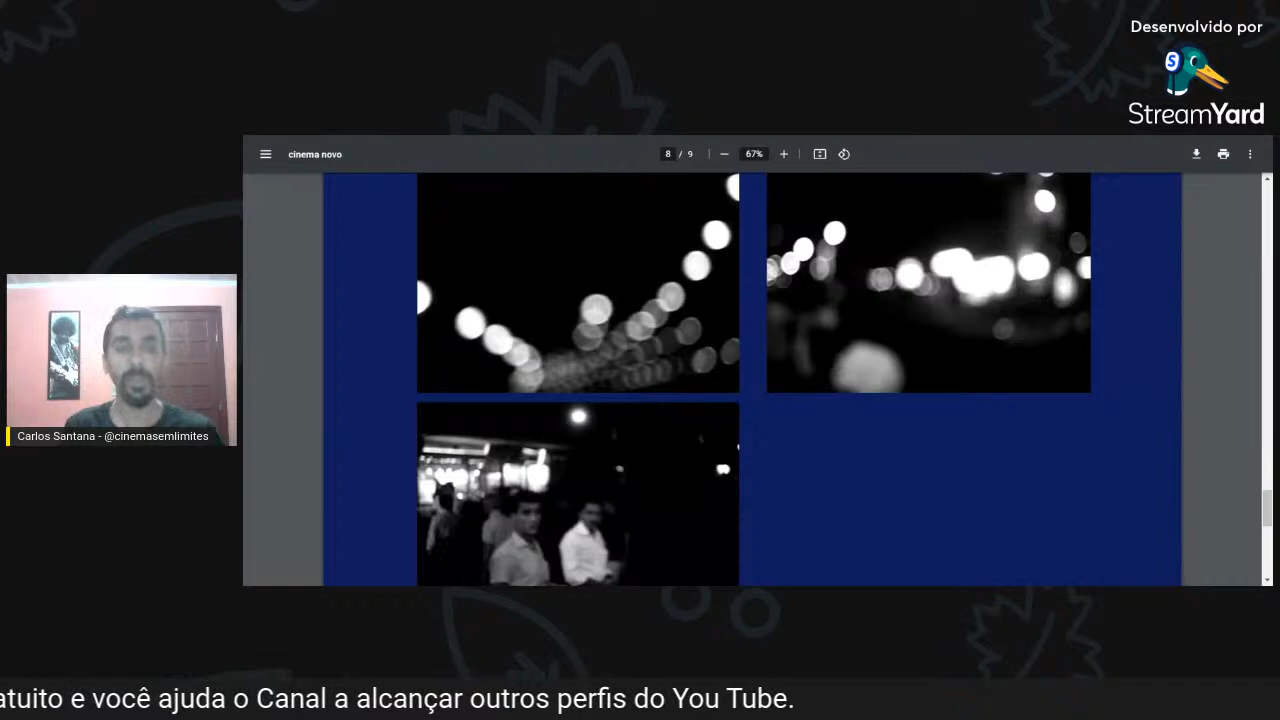 Desenvolvido por
StreamYard
cinema novo
8 / 9
67%
Carlos Santana - @cinemasemlimites
atuito e você ajuda o Canal a alcançar outros perfis do You Tube.